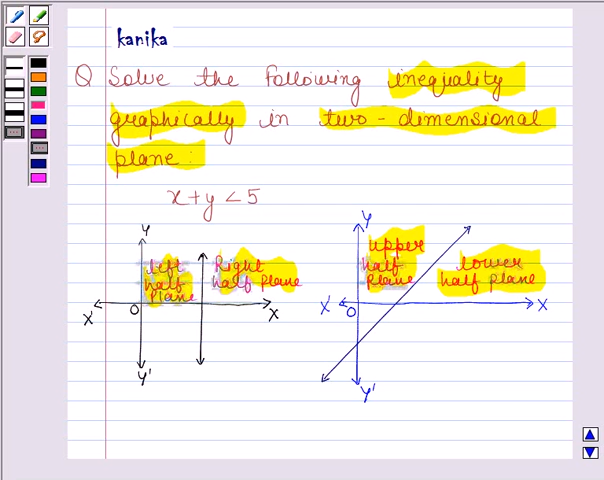 kanika
Q Solve the following inequality
graphically in two-dimensional
plane:
x+y<5
Y
left
half
Plane
Right
half Plane
X'
O
X
Y'
Y
upper
half
Plane
lower
half plane
X'
O
X
Y'